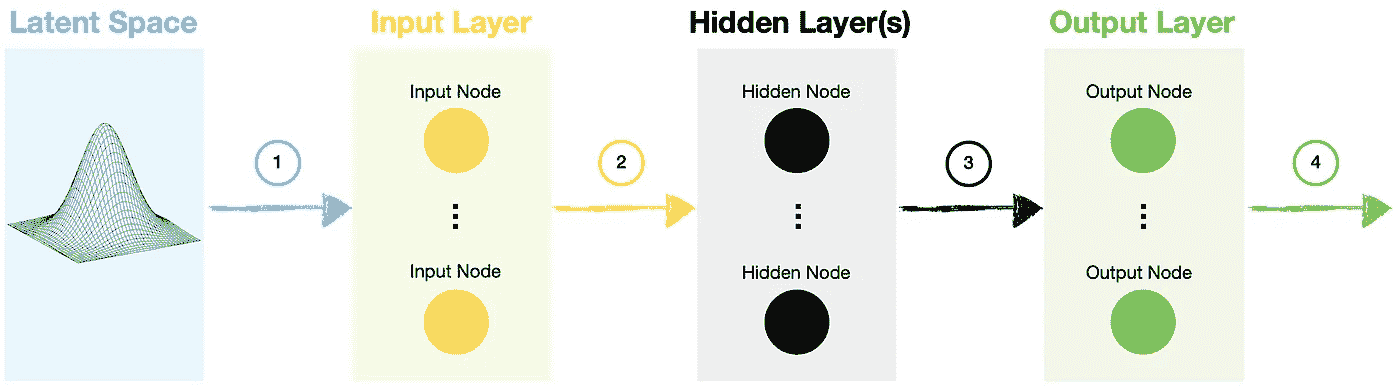 Latent Space
Input Layer
Hidden Layer(s)
Output Layer
Input Node
Hidden Node
Output Node
1
2
3
4
Input Node
Hidden Node
Output Node